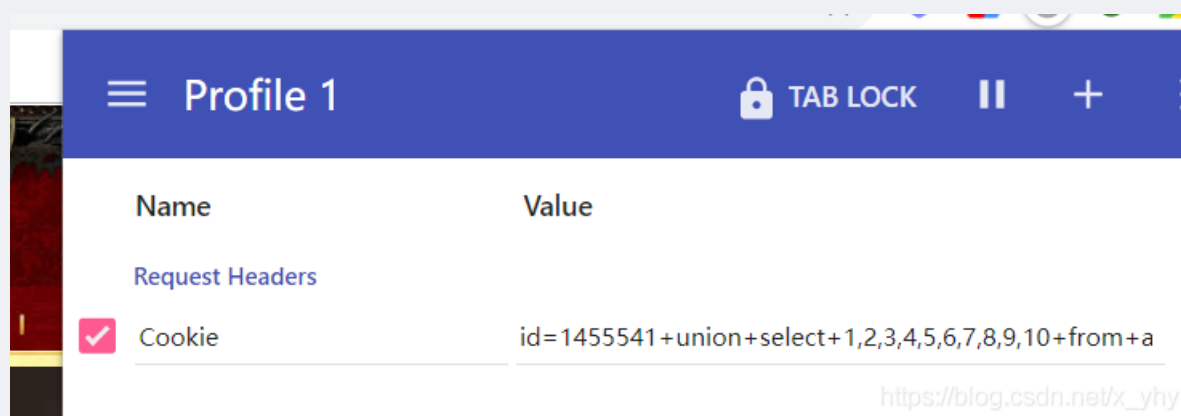 Profile 1
TAB LOCK
Name Value
Request Headers
Cookie id=1455541+union+select+1,2,3,4,5,6,7,8,9,10+from+a
https://blog.csdn.net/x_yhy